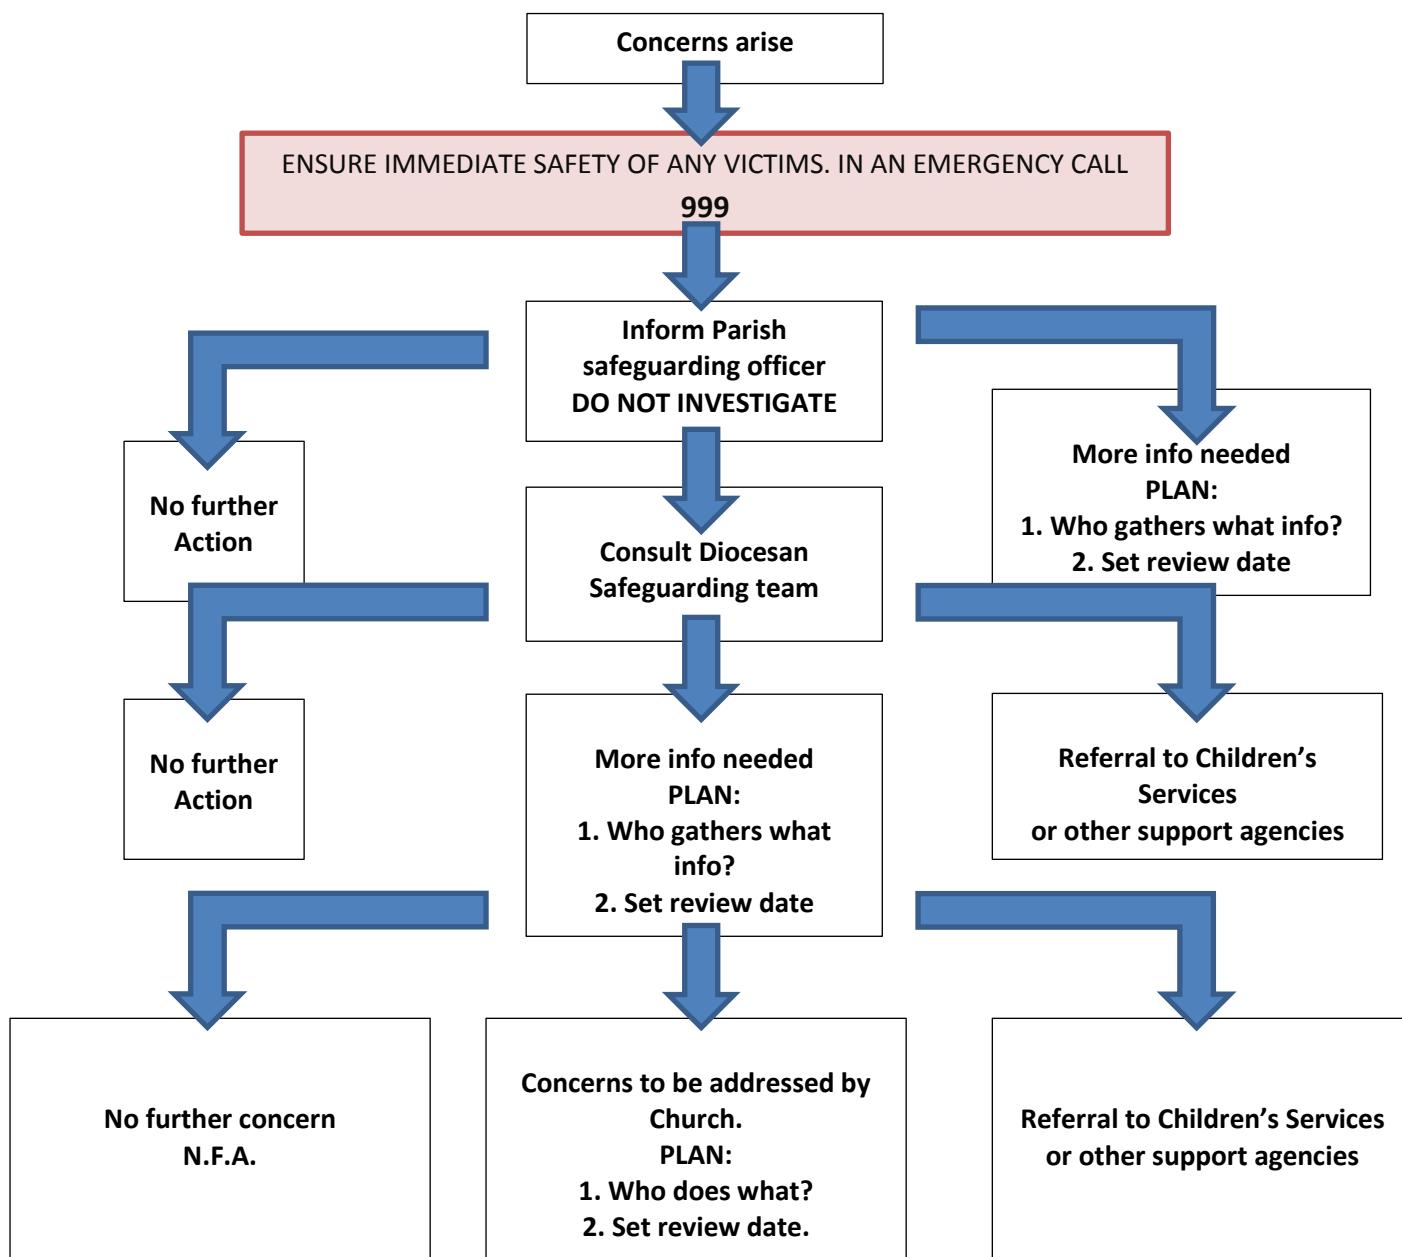 Concerns arise
ENSURE IMMEDIATE SAFETY OF ANY VICTIMS. IN AN EMERGENCY CALL
999
Inform Parish
safeguarding officer
DO NOT INVESTIGATE
No further
Action
More info needed
PLAN:
1. Who gathers what info?
2. Set review date
Consult Diocesan
Safeguarding team
No further
Action
More info needed
PLAN:
1. Who gathers what
info?
2. Set review date
Referral to Children’s
Services
or other support agencies
No further concern
N.F.A.
Concerns to be addressed by
Church.
PLAN:
1. Who does what?
2. Set review date.
Referral to Children’s Services
or other support agencies